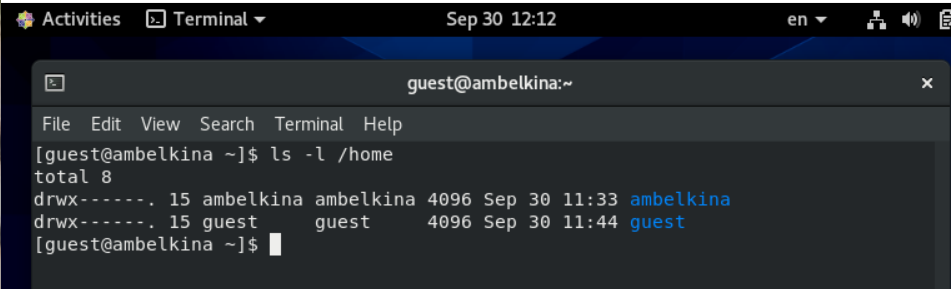 Activities Terminal Sep 30 12:12 en
guest@ambelkina:~ ×
File Edit View Search Terminal Help
[guest@ambelkina ~]$ ls -l /home
total 8
drwx------. 15 ambelkina ambelkina 4096 Sep 30 11:33 ambelkina
drwx------. 15 guest     guest     4096 Sep 30 11:44 guest
[guest@ambelkina ~]$